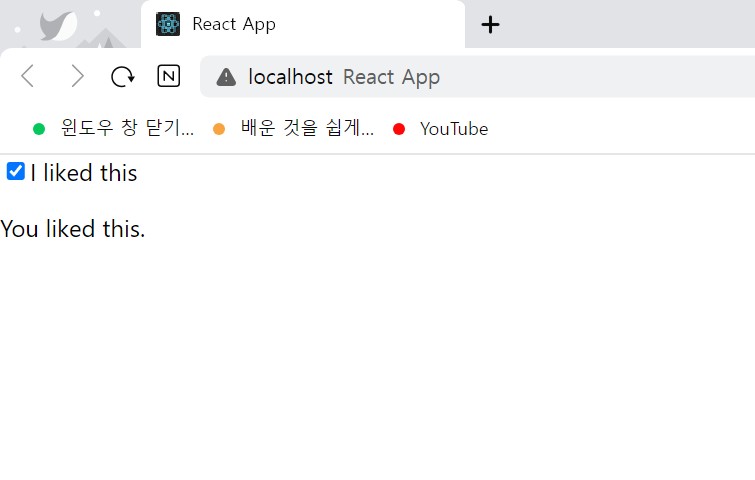 React App
N
localhost React App
윈도우 창 닫기... 배운 것을 쉽게... YouTube
I liked this
You liked this.